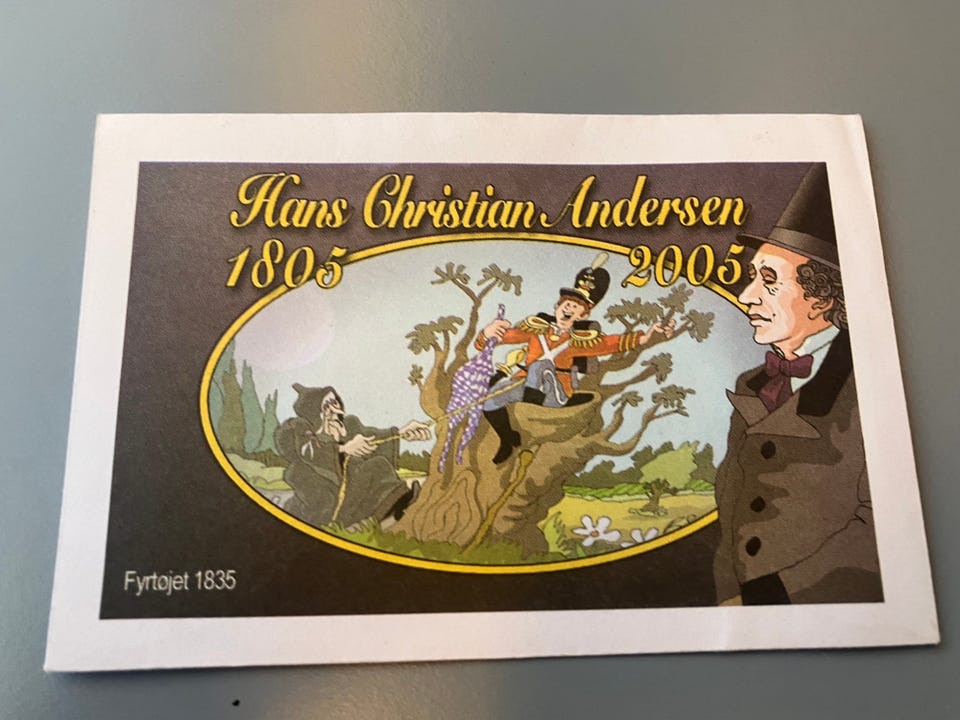 Hans Christian Andersen
1805 2005
Fyrtøjet 1835